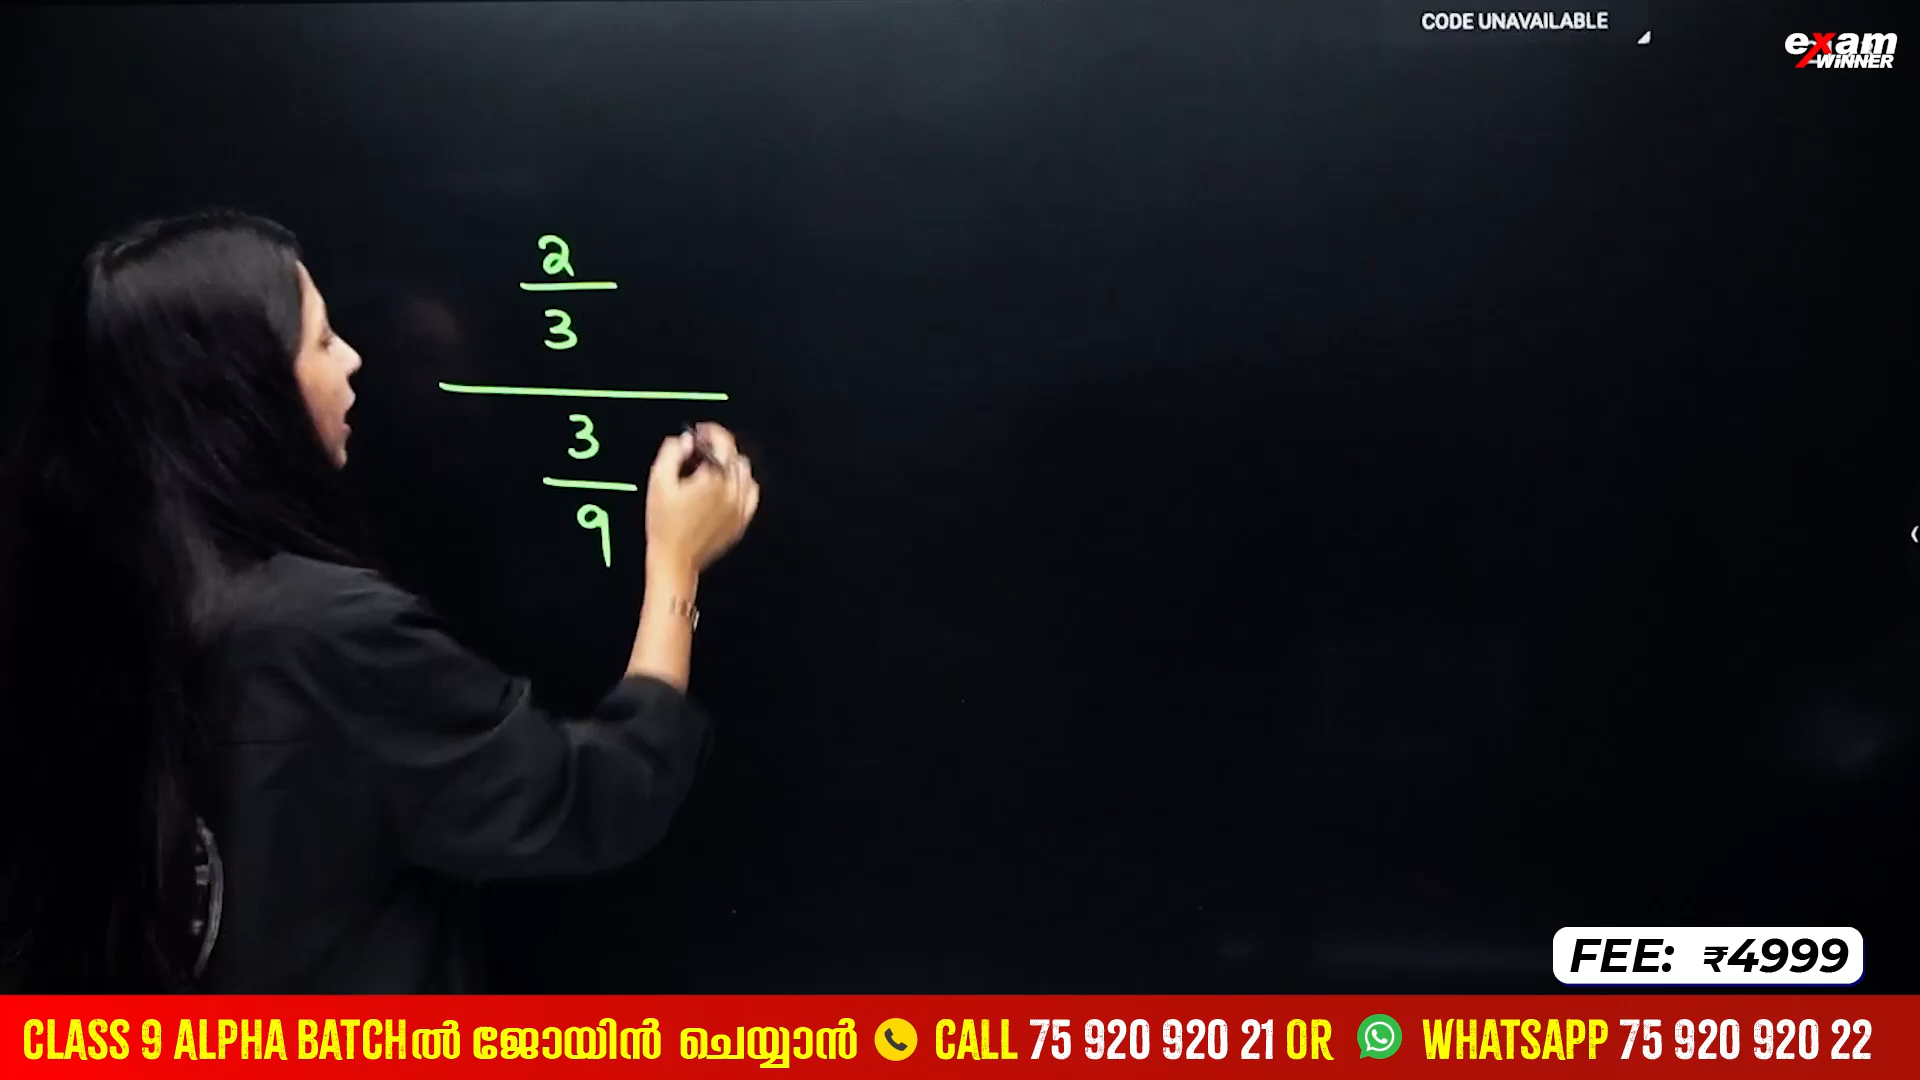 CODE UNAVAILABLE
exam
WINNER
2
3
3
9
FEE: ₹4999
CLASS 9 ALPHA BATCHൽ ജോയിൻ ചെയ്യാൻ CALL 75 920 920 21 OR WHATSAPP 75 920 920 22